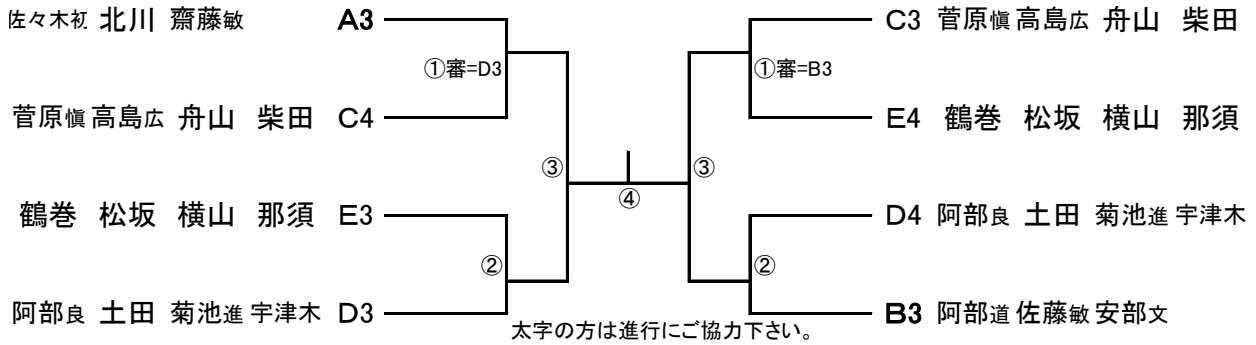 佐々木初 北川 齋藤敏 A3
①審=D3
菅原愼 高島広 舟山 柴田 C4
③
鶴巻 松坂 横山 那須 E3
②
阿部良 土田 菊池進 宇津木 D3
④
C3 菅原愼 高島広 舟山 柴田
①審=B3
E4 鶴巻 松坂 横山 那須
③
D4 阿部良 土田 菊池進 宇津木
②
B3 阿部道 佐藤敏 安部文
太字の方は進行にご協力下さい。